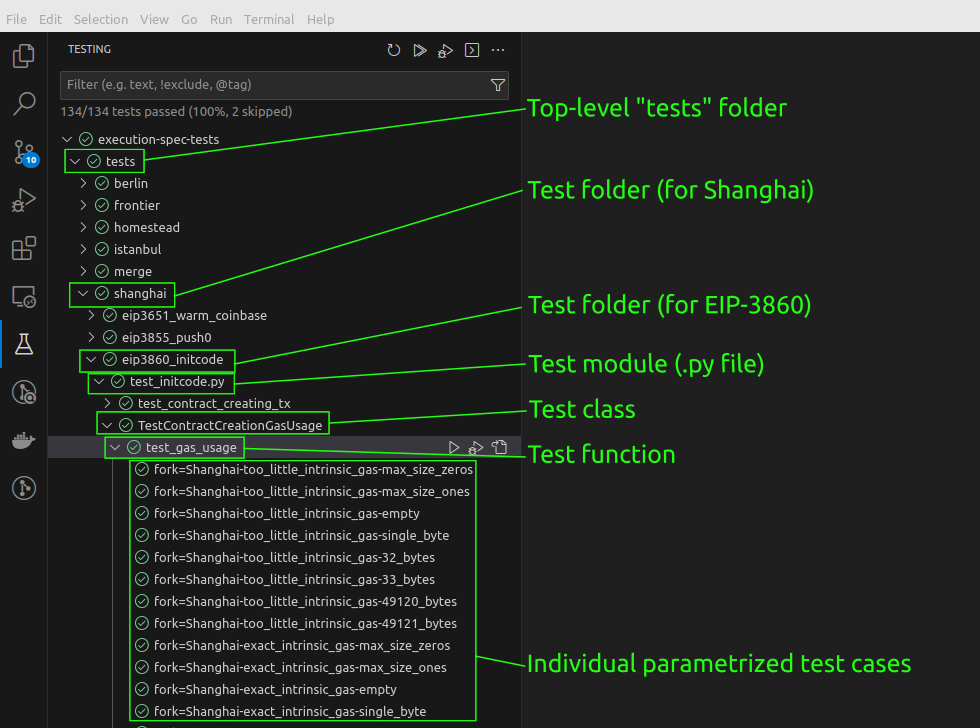 File Edit Selection View Go Run Terminal Help
TESTING
Filter (e.g. text, !exclude, @tag)
134/134 tests passed (100%, 2 skipped)
Top-level "tests" folder
execution-spec-tests
tests
10
berlin
Test folder (for Shanghai)
frontier
homestead
istanbul
merge
shanghai
Test folder (for EIP-3860)
eip3651_warm_coinbase
eip3855_push0
eip3860_initcode
Test module (.py file)
test_initcode.py
test_contract_creating_tx
Test class
TestContractCreationGasUsage
test_gas_usage
Test function
fork=Shanghai-too_little_intrinsic_gas-max_size_zeros
fork=Shanghai-too_little_intrinsic_gas-max_size_ones
fork=Shanghai-too_little_intrinsic_gas-empty
fork=Shanghai-too_little_intrinsic_gas-single_byte
fork=Shanghai-too_little_intrinsic_gas-32_bytes
fork=Shanghai-too_little_intrinsic_gas-33_bytes
fork=Shanghai-too_little_intrinsic_gas-49120_bytes
fork=Shanghai-too_little_intrinsic_gas-49121_bytes
fork=Shanghai-exact_intrinsic_gas-max_size_zeros
fork=Shanghai-exact_intrinsic_gas-max_size_ones
Individual parametrized test cases
fork=Shanghai-exact_intrinsic_gas-empty
fork=Shanghai-exact_intrinsic_gas-single_byte